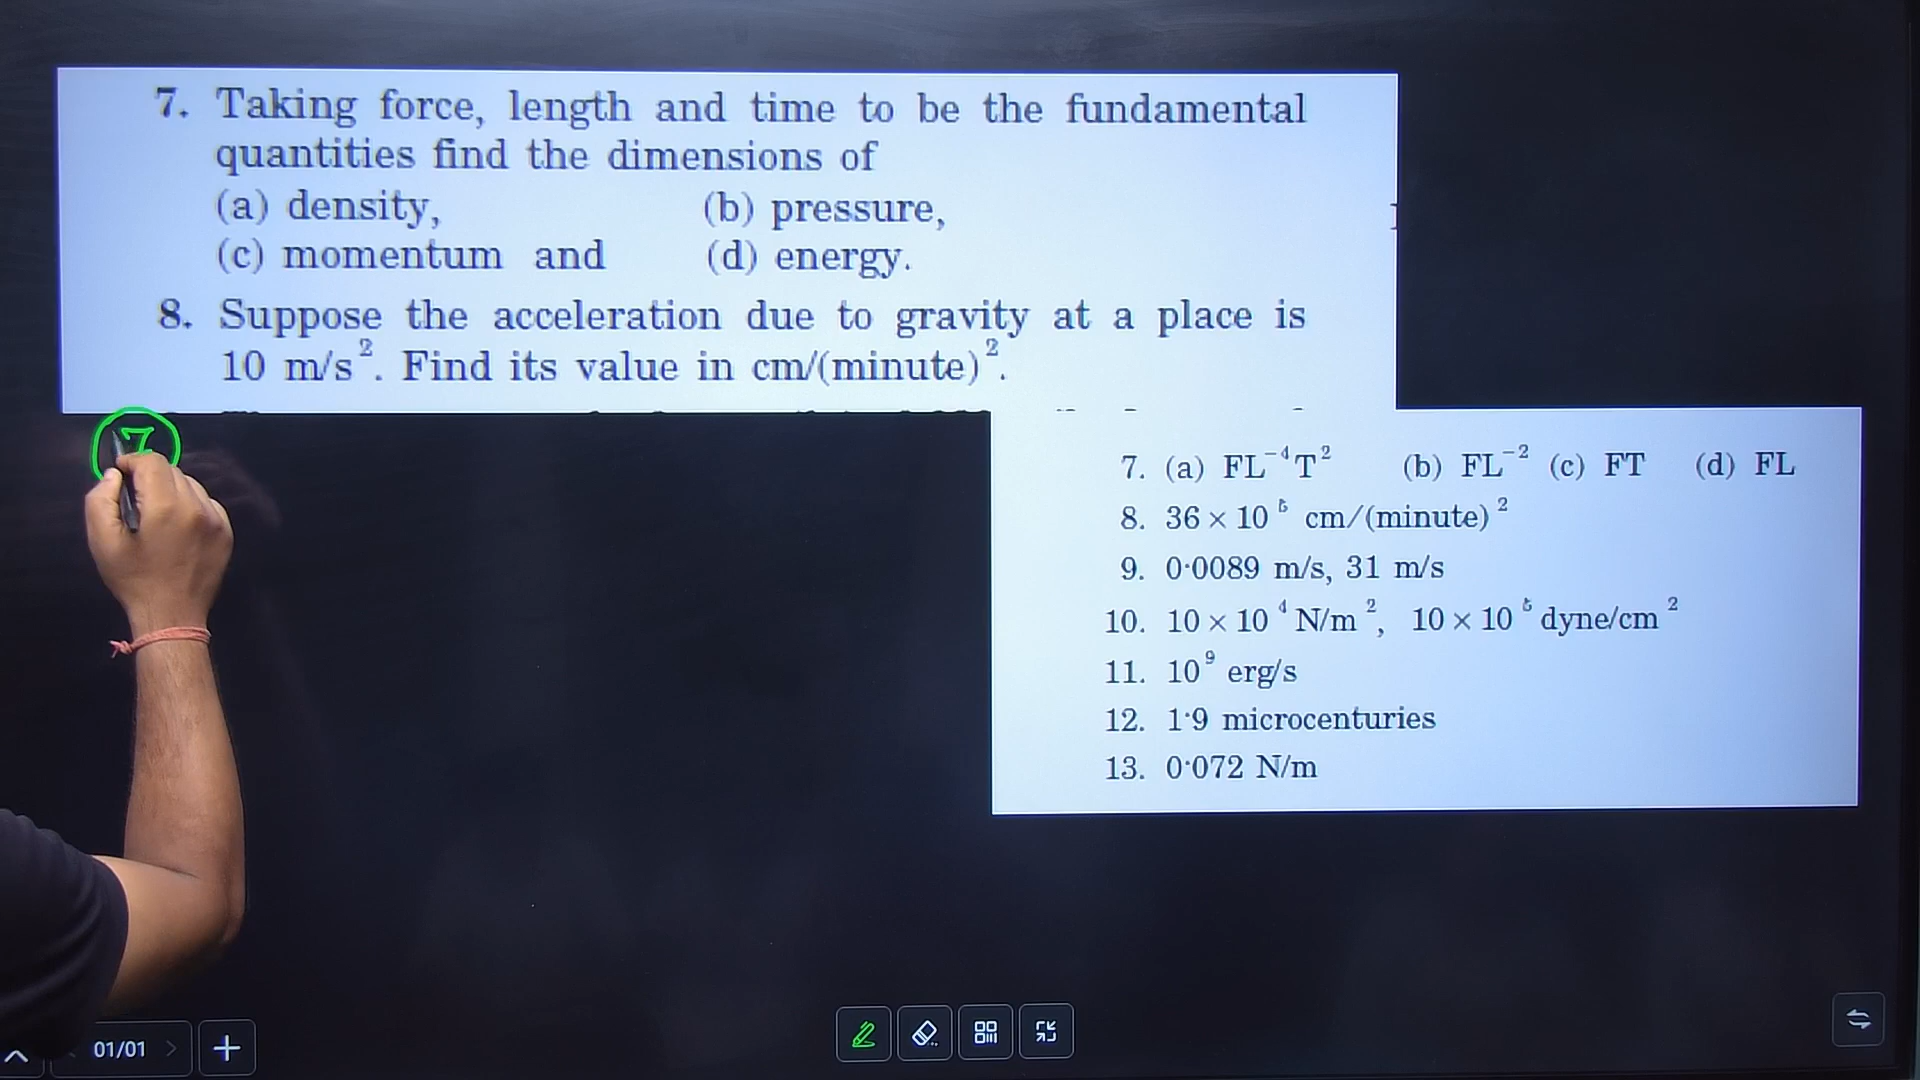 7. Taking force, length and time to be the fundamental
quantities find the dimensions of
(a) density, (b) pressure,
(c) momentum and (d) energy.
8. Suppose the acceleration due to gravity at a place is
10 m/s². Find its value in cm/(minute)².
7
7. (a) FL⁻⁴T² (b) FL⁻² (c) FT (d) FL
8. 36 × 10⁵ cm/(minute)²
9. 0·0089 m/s, 31 m/s
10. 10 × 10⁴ N/m², 10 × 10⁵ dyne/cm²
11. 10⁹ erg/s
12. 1·9 microcenturies
13. 0·072 N/m
01/01